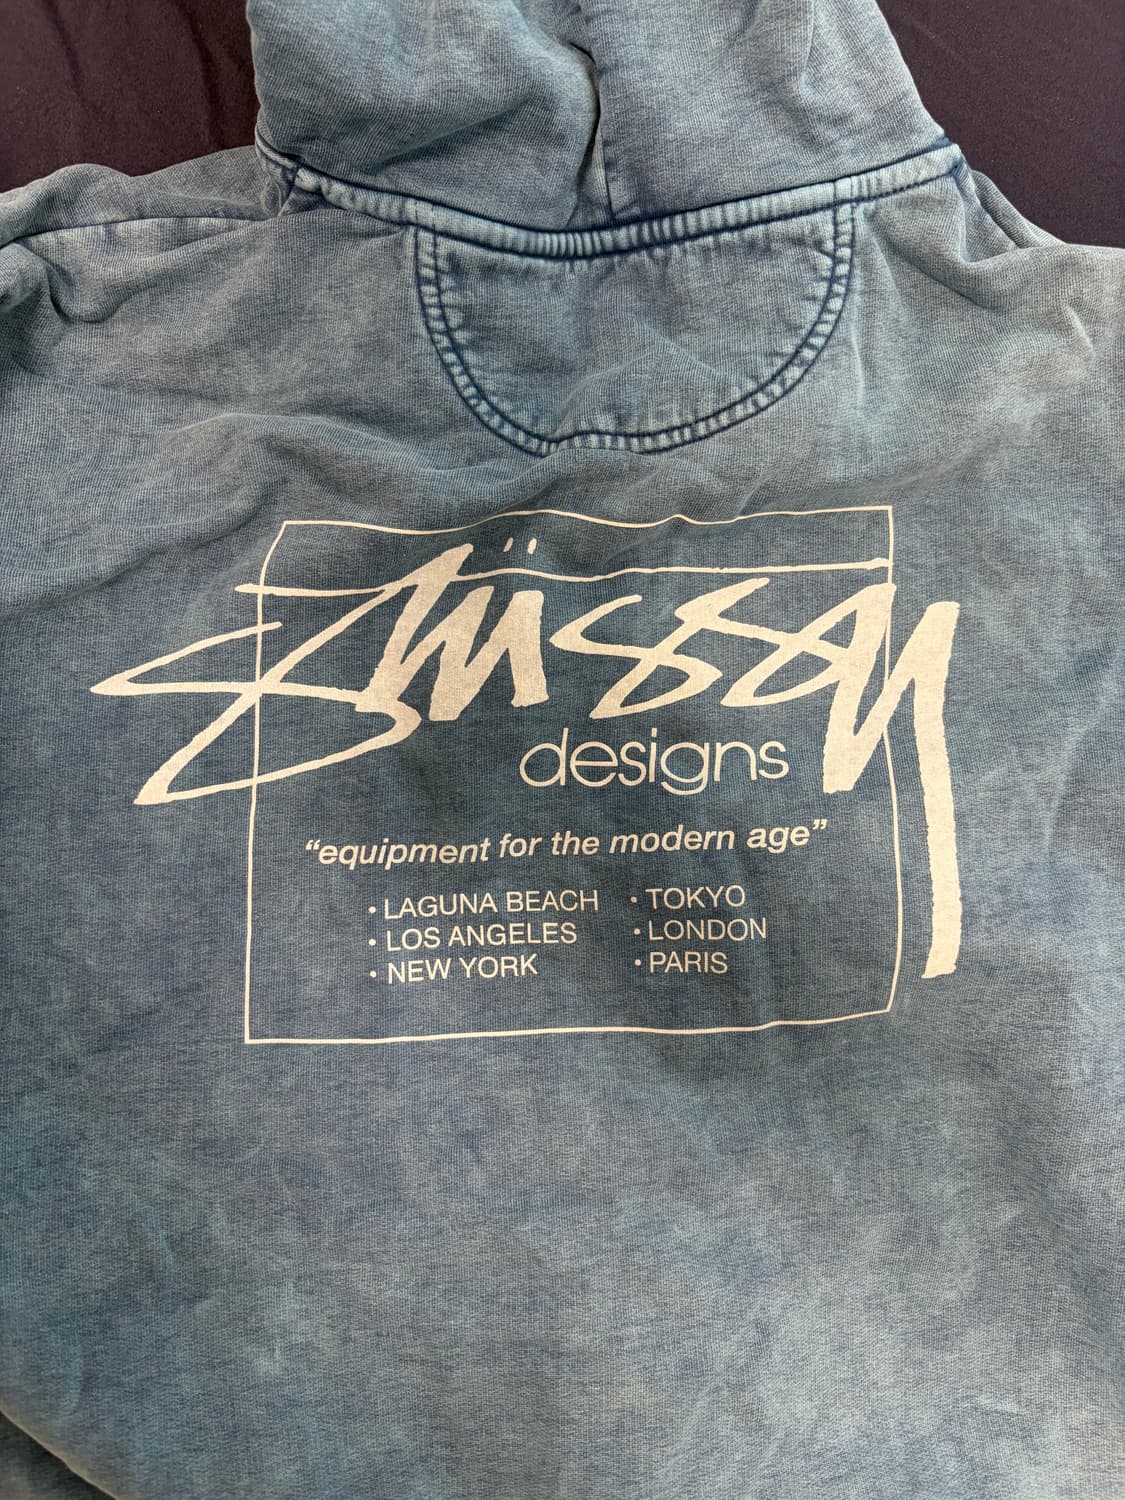 Stüssy
designs
“equipment for the modern age”
• LAGUNA BEACH • TOKYO
• LOS ANGELES • LONDON
• NEW YORK • PARIS